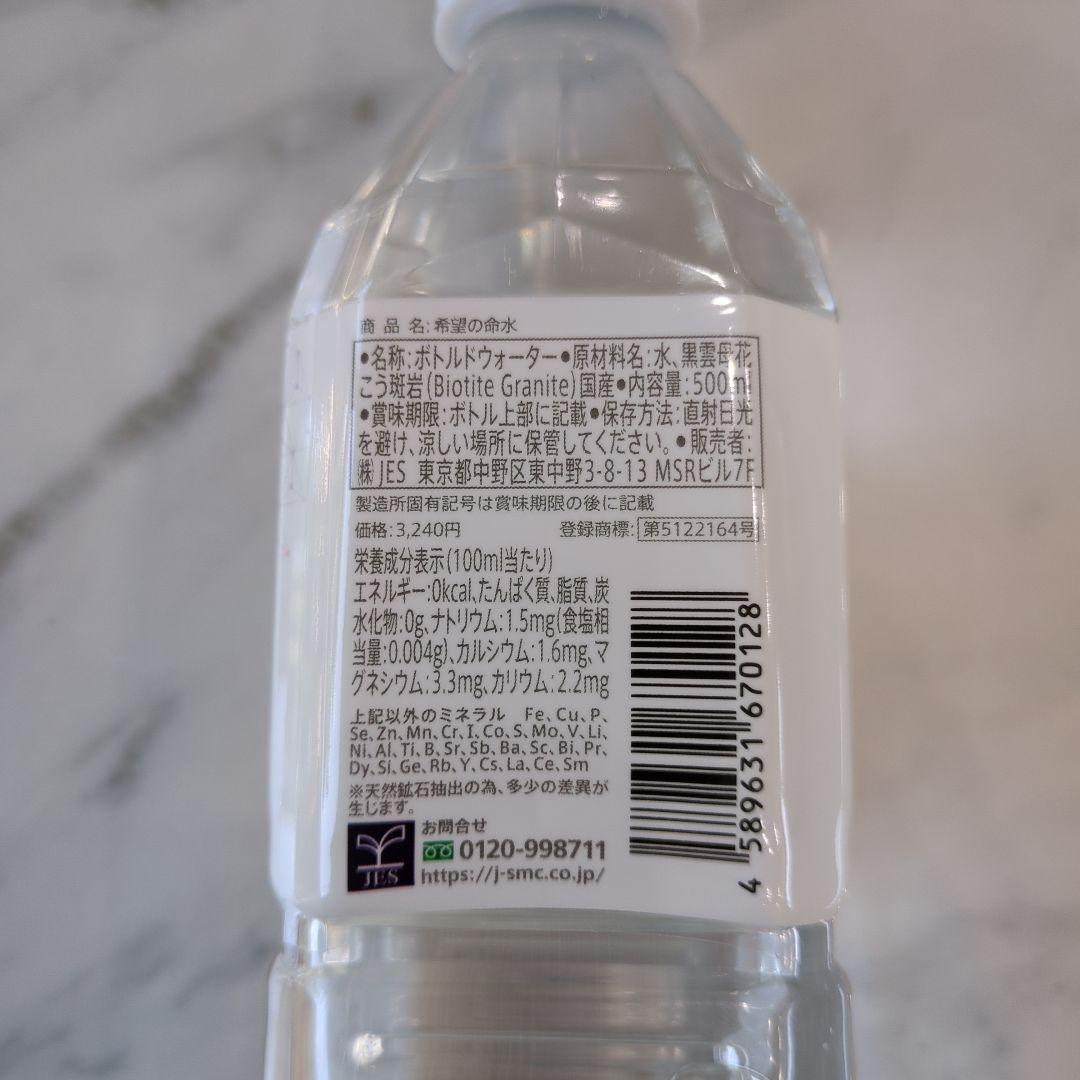 商品名:希望の命水
•名称:ボトルドウォーター•原材料名:水、黒雲母花
こう斑岩(Biotite Granite)国産•内容量:500ml
•賞味期限:ボトル上部に記載•保存方法:直射日光
を避け、涼しい場所に保管してください。•販売者:
㈱JES 東京都中野区東中野3-8-13 MSRビル7F
製造所固有記号は賞味期限の後に記載
価格:3,240円 登録商標:第5122164号
栄養成分表示(100ml当たり)
エネルギー:0kcal、たんぱく質、脂質、炭
水化物:0g、ナトリウム:1.5mg(食塩相
当量:0.004g)、カルシウム:1.6mg、マ
グネシウム:3.3mg、カリウム:2.2mg
上記以外のミネラル Fe、Cu、P、
Se、Zn、Mn、Cr、I、Co、S、Mo、V、Li、
Ni、Al、Ti、B、Sr、Sb、Ba、Sc、Bi、Pr、
Dy、Si、Ge、Rb、Y、Cs、La、Ce、Sm
※天然鉱石抽出の為、多少の差異が
生じます。
JES
お問合せ
0120-998711
https://j-smc.co.jp/
4 589631 670128